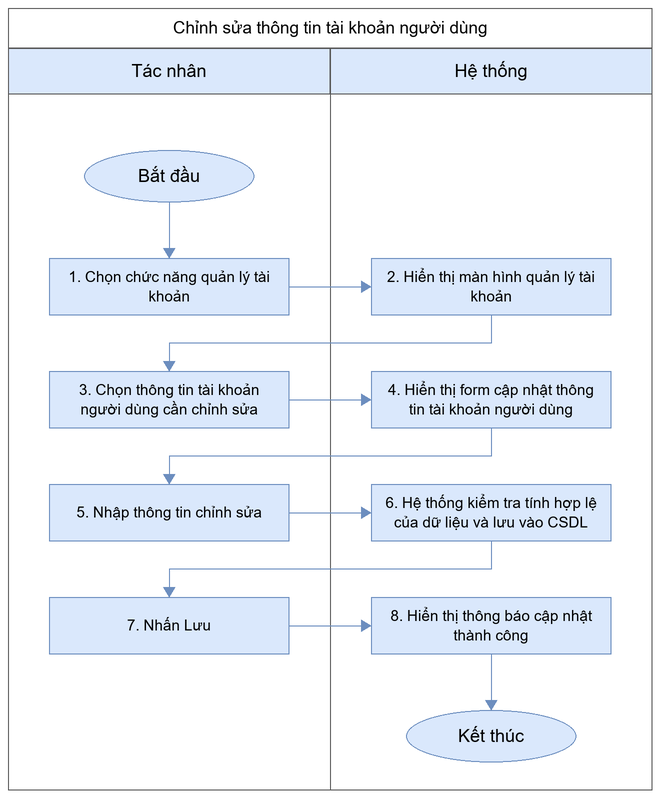 Chỉnh sửa thông tin tài khoản người dùng
Tác nhân
Hệ thống
Bắt đầu
1. Chọn chức năng quản lý tài
khoản
2. Hiển thị màn hình quản lý tài
khoản
3. Chọn thông tin tài khoản
người dùng cần chỉnh sửa
4. Hiển thị form cập nhật thông
tin tài khoản người dùng
5. Nhập thông tin chỉnh sửa
6. Hệ thống kiểm tra tính hợp lệ
của dữ liệu và lưu vào CSDL
7. Nhấn Lưu
8. Hiển thị thông báo cập nhật
thành công
Kết thúc